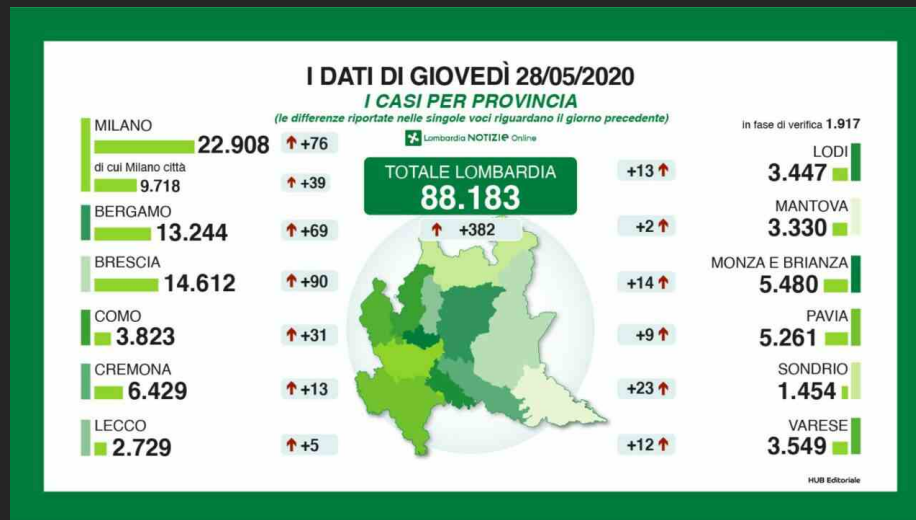 I DATI DI GIOVEDÌ 28/05/2020
I CASI PER PROVINCIA
(le differenze riportate nelle singole voci riguardano il giorno precedente)
Lombardia NOTIZIE Online
TOTALE LOMBARDIA
88.183
+382
MILANO
22.908 +76
di cui Milano città
9.718 +39
BERGAMO
13.244 +69
BRESCIA
14.612 +90
COMO
3.823 +31
CREMONA
6.429 +13
LECCO
2.729 +5
in fase di verifica 1.917
LODI
+13 3.447
MANTOVA
+2 3.330
MONZA E BRIANZA
+14 5.480
PAVIA
+9 5.261
SONDRIO
+23 1.454
VARESE
+12 3.549
HUB Editoriale